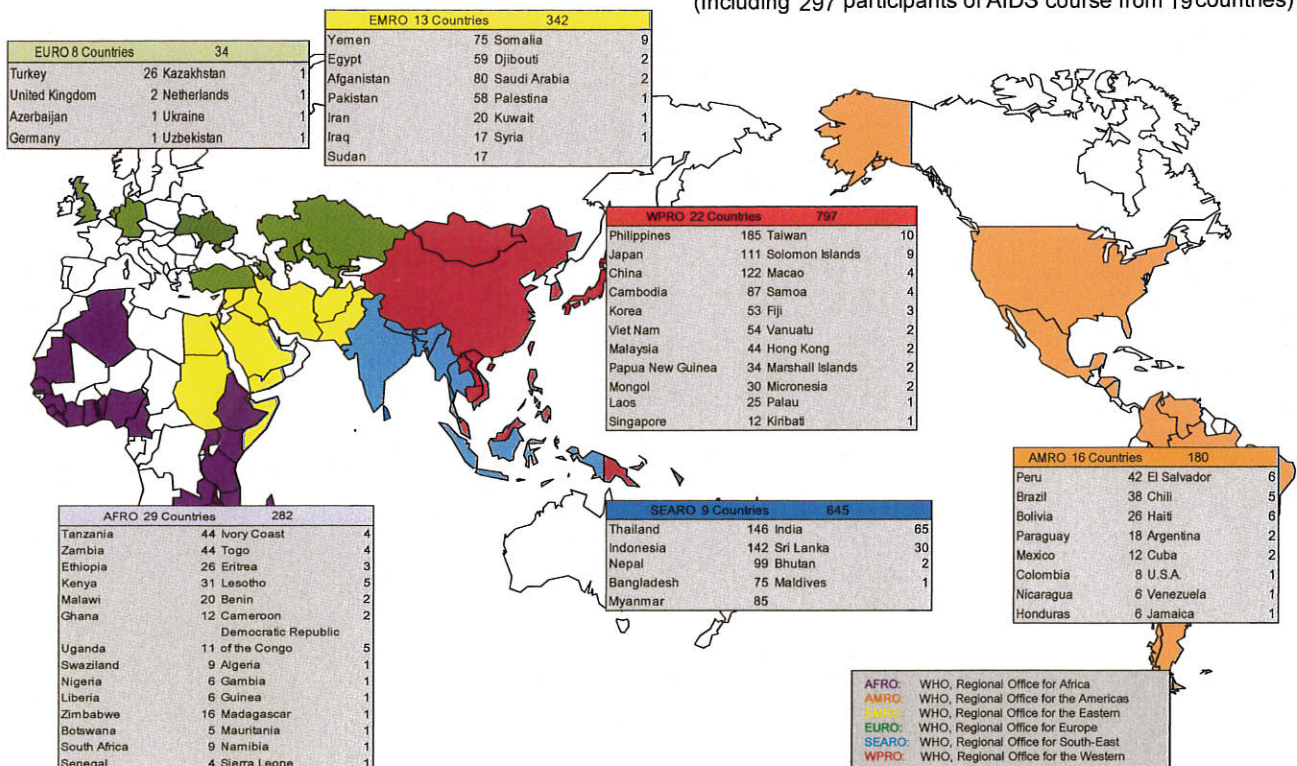 (Including 297 participants of AIDS course from 19countries)
EMRO 13 Countries 342
Yemen 75 Somalia 9
Egypt 59 Djibouti 2
Afganistan 80 Saudi Arabia 2
Pakistan 58 Palestina 1
Iran 20 Kuwait 1
Iraq 17 Syria 1
Sudan 17
EURO 8 Countries 34
Turkey 26 Kazakhstan 1
United Kingdom 2 Netherlands 1
Azerbaijan 1 Ukraine 1
Germany 1 Uzbekistan 1
WPRO 22 Countries 797
Philippines 185 Taiwan 10
Japan 111 Solomon Islands 9
China 122 Macao 4
Cambodia 87 Samoa 4
Korea 53 Fiji 3
Viet Nam 54 Vanuatu 2
Malaysia 44 Hong Kong 2
Papua New Guinea 34 Marshall Islands 2
Mongol 30 Micronesia 2
Laos 25 Palau 1
Singapore 12 Kiribati 1
AMRO 16 Countries 180
Peru 42 El Salvador 6
Brazil 38 Chili 5
Bolivia 26 Haiti 6
Paraguay 18 Argentina 2
Mexico 12 Cuba 2
Colombia 8 U.S.A. 1
Nicaragua 6 Venezuela 1
Honduras 6 Jamaica 1
AFRO 29 Countries 282
Tanzania 44 Ivory Coast 4
Zambia 44 Togo 4
Ethiopia 26 Eritrea 3
Kenya 31 Lesotho 5
Malawi 20 Benin 2
Ghana 12 Cameroon 2
Democratic Republic
Uganda 11 of the Congo 5
Swaziland 9 Algeria 1
Nigeria 6 Gambia 1
Liberia 6 Guinea 1
Zimbabwe 16 Madagascar 1
Botswana 5 Mauritania 1
South Africa 9 Namibia 1
Senegal 4 Sierra Leone 1
SEARO 9 Countries 645
Thailand 146 India 65
Indonesia 142 Sri Lanka 30
Nepal 99 Bhutan 2
Bangladesh 75 Maldives 1
Myanmar 85
AFRO: WHO, Regional Office for Africa
AMRO: WHO, Regional Office for the Americas
EMRO: WHO, Regional Office for the Eastern
EURO: WHO, Regional Office for Europe
SEARO: WHO, Regional Office for South-East
WPRO: WHO, Regional Office for the Western